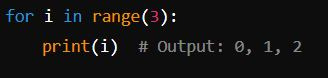 for i in range(3):
    print(i)  # Output: 0, 1, 2